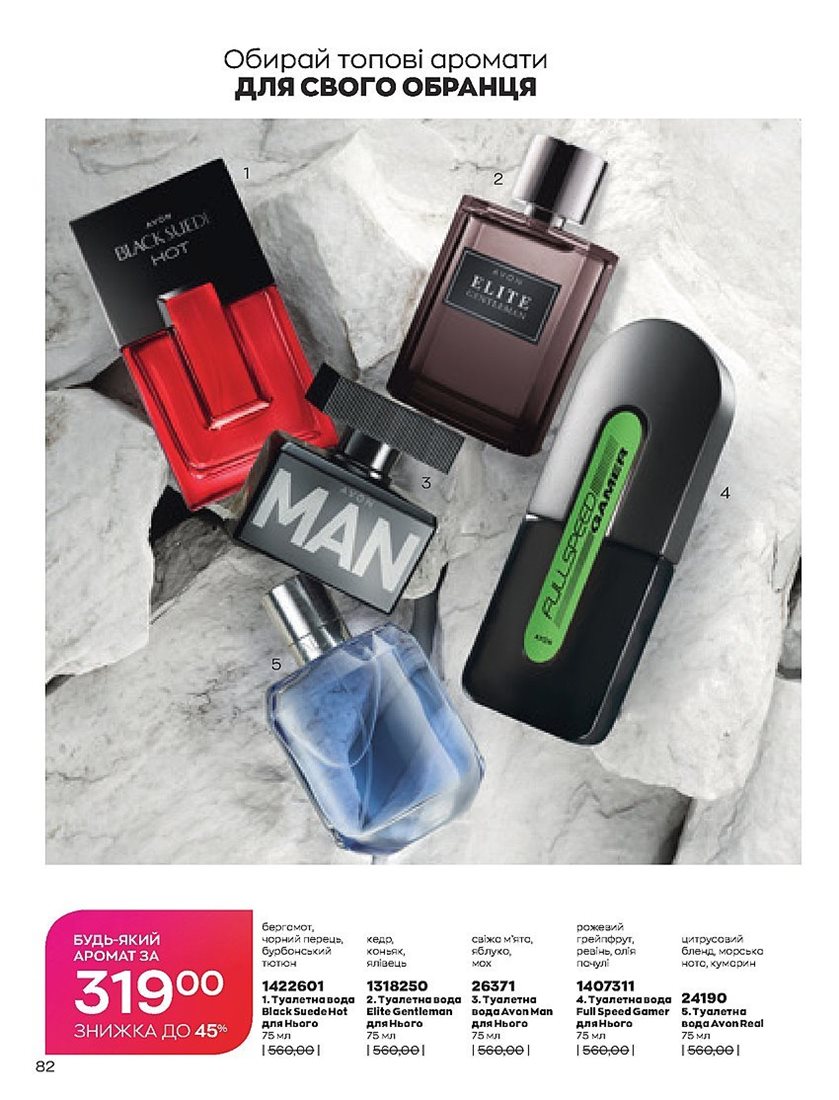 Обирай топові аромати
ДЛЯ СВОГО ОБРАНЦЯ
1
AVON
BLACK SUEDE
HOT
2
AVON
ELITE
GENTLEMAN
3
AVON
MAN
4
FULL SPEED
GAMER
AVON
5
БУДЬ-ЯКИЙ
АРОМАТ ЗА
319⁰⁰
ЗНИЖКА ДО 45%
бергамот,
чорний перець,
бурбонський
тютюн
1422601
1. Туалетна вода
Black Suede Hot
для Нього
75 мл
| 560,00 |
кедр,
коньяк,
ялівець
1318250
2. Туалетна вода
Elite Gentleman
для Нього
75 мл
| 560,00 |
свіжа м'ята,
яблуко,
мох
26371
3. Туалетна
вода Avon Man
для Нього
75 мл
| 560,00 |
рожевий
грейпфрут,
ревінь, олія
пачулі
1407311
4. Туалетна вода
Full Speed Gamer
для Нього
75 мл
| 560,00 |
цитрусовий
бленд, морська
нота, кумарин
24190
5. Туалетна
вода Avon Real
75 мл
| 560,00 |
82